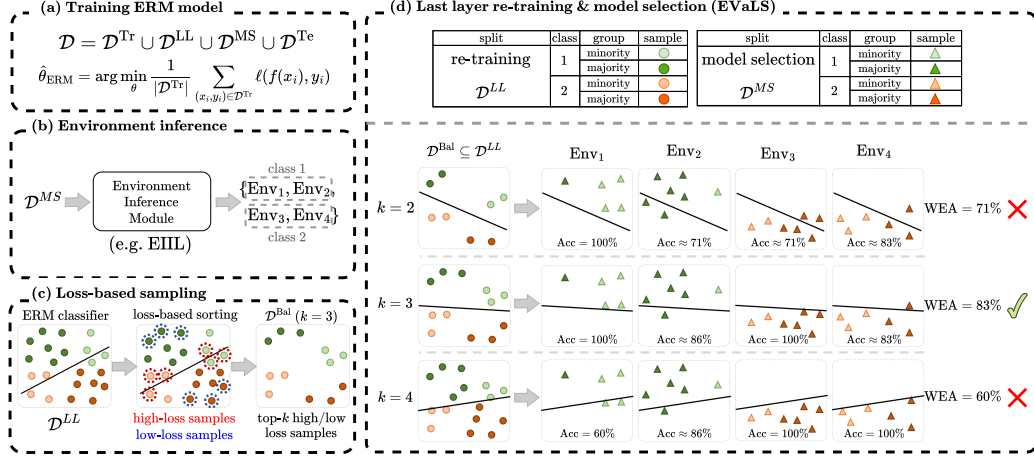 (a) Training ERM model
𝒟 = 𝒟^Tr ∪ 𝒟^LL ∪ 𝒟^MS ∪ 𝒟^Te
θ̂_ERM = arg min_θ 1/|𝒟^Tr| ∑_{(x_i,y_i)∈𝒟^Tr} ℓ(f(x_i), y_i)
(b) Environment inference
𝒟^MS
Environment
Inference
Module
(e.g. EIIL)
class 1
{Env_1, Env_2,
Env_3, Env_4}
class 2
(c) Loss-based sampling
ERM classifier
loss-based sorting
𝒟^Bal (k = 3)
𝒟^LL
high-loss samples
low-loss samples
top-k high/low
loss samples
(d) Last layer re-training & model selection (EVaLS)
split class group sample
re-training 𝒟^LL
1 minority
majority
2 minority
majority
split class group sample
model selection 𝒟^MS
1 minority
majority
2 minority
majority
𝒟^Bal ⊆ 𝒟^LL Env_1 Env_2 Env_3 Env_4
k = 2 WEA = 71%
Acc = 100% Acc ≈ 71% Acc ≈ 71% Acc ≈ 83%
k = 3 WEA = 83%
Acc = 100% Acc ≈ 86% Acc = 100% Acc ≈ 83%
k = 4 WEA = 60%
Acc = 60% Acc ≈ 86% Acc = 100% Acc = 100%